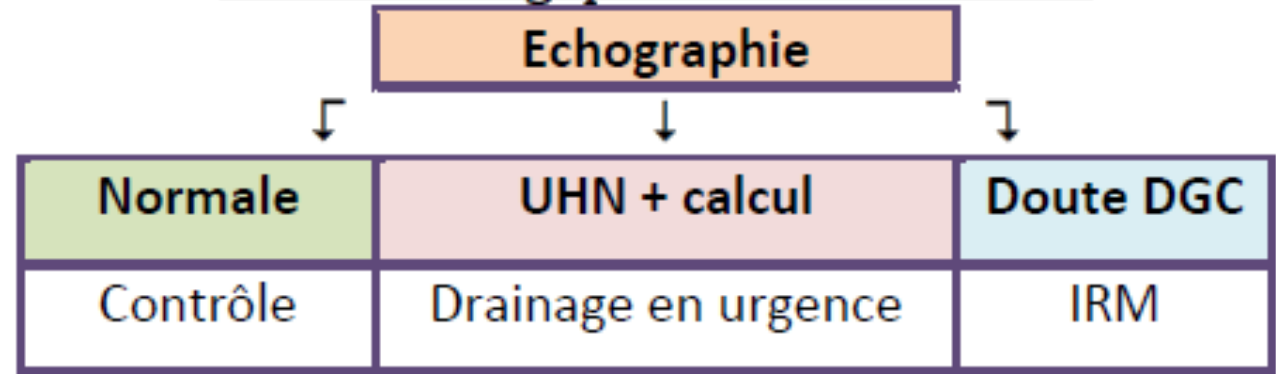 Echographie
Normale UHN + calcul Doute DGC
Contrôle Drainage en urgence IRM